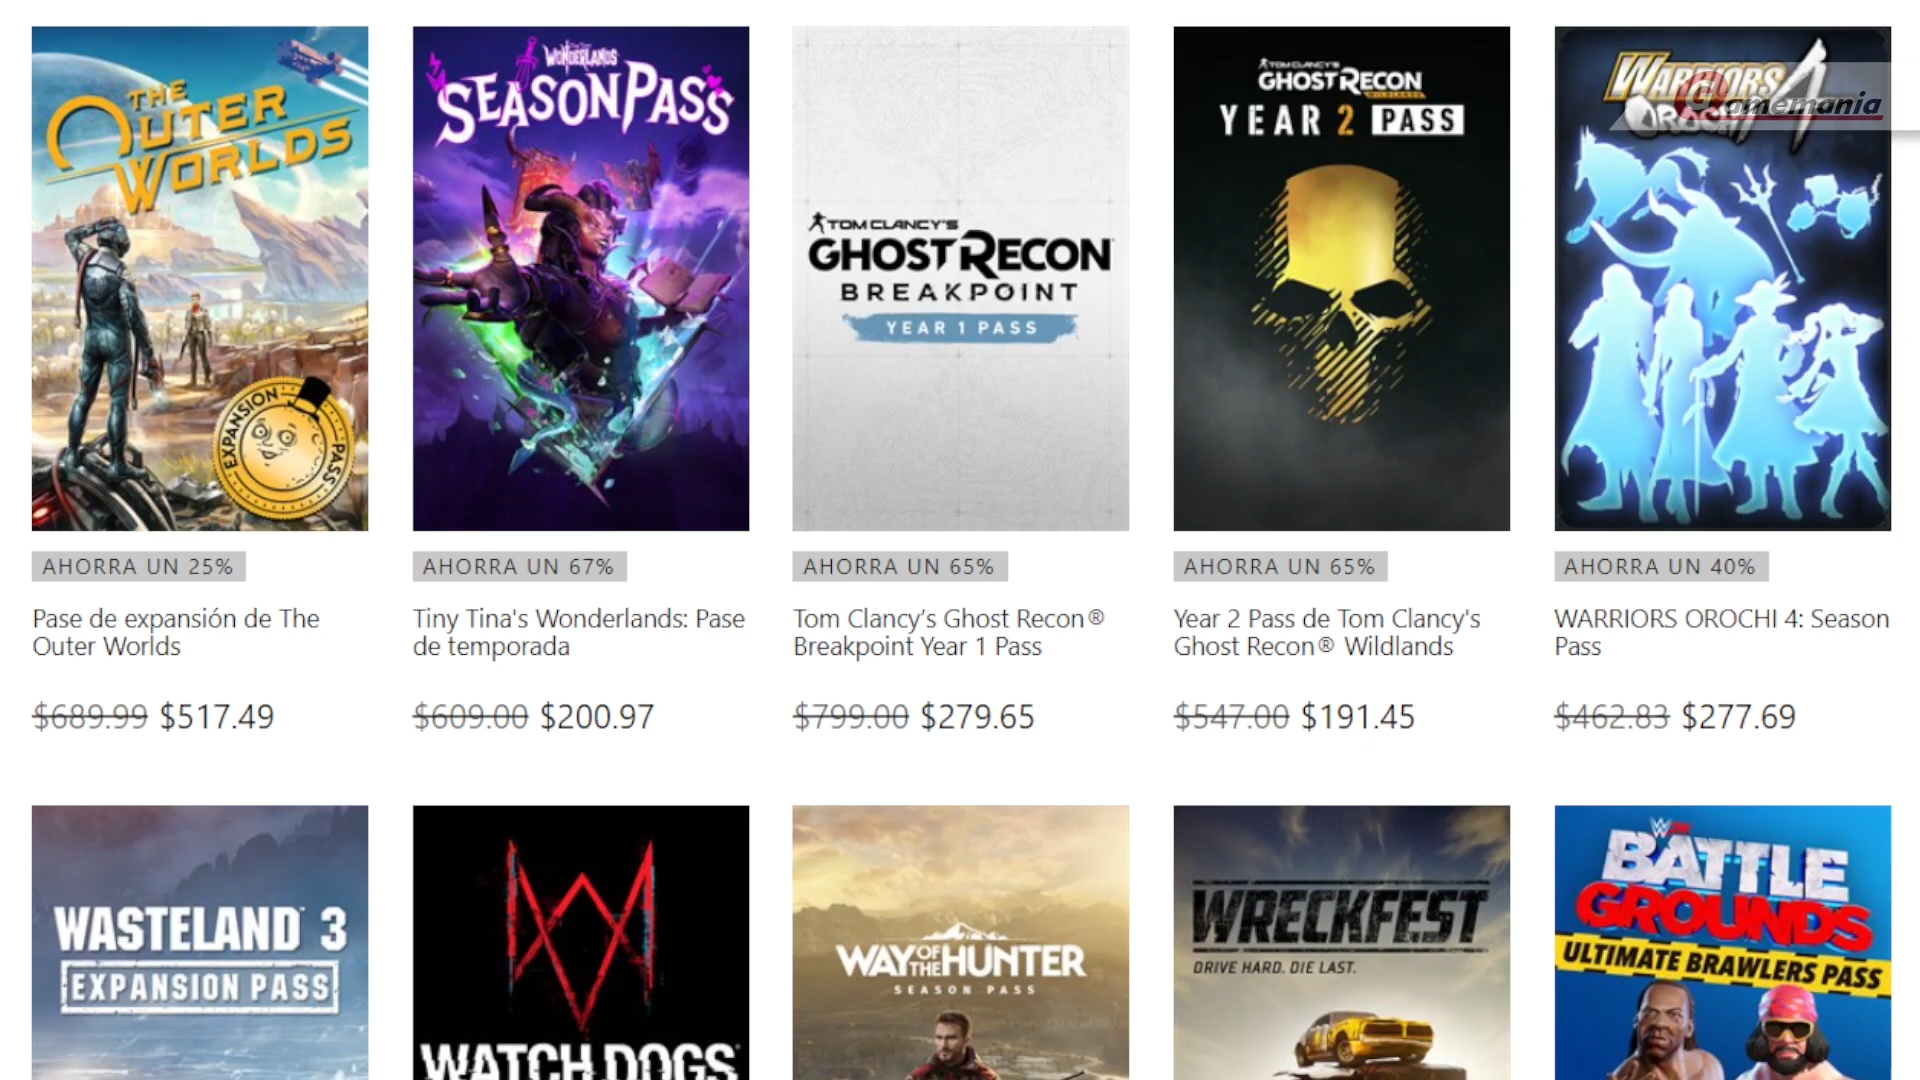 THE
OUTER
WORLDS
EXPANSION PASS
WONDERLANDS
SEASON PASS
TOM CLANCY'S
GHOST RECON
BREAKPOINT
YEAR 1 PASS
TOM CLANCY'S
GHOST RECON
WILDLANDS
YEAR 2 PASS
WARRIORS
OROCHI 4
Gamemania
AHORRA UN 25%
AHORRA UN 67%
AHORRA UN 65%
AHORRA UN 65%
AHORRA UN 40%
Pase de expansión de The
Outer Worlds
Tiny Tina's Wonderlands: Pase
de temporada
Tom Clancy’s Ghost Recon®
Breakpoint Year 1 Pass
Year 2 Pass de Tom Clancy's
Ghost Recon® Wildlands
WARRIORS OROCHI 4: Season
Pass
$689.99 $517.49
$609.00 $200.97
$799.00 $279.65
$547.00 $191.45
$462.83 $277.69
WASTELAND 3
EXPANSION PASS
WATCH DOGS
WAY OF THE HUNTER
SEASON PASS
WRECKFEST
DRIVE HARD. DIE LAST.
W
BATTLE
GROUNDS
ULTIMATE BRAWLERS PASS